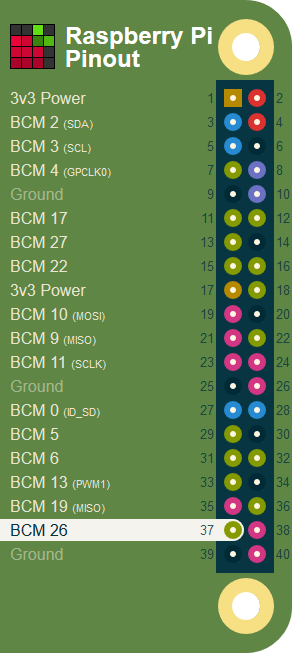 Raspberry Pi
Pinout
3v3 Power 1 2
BCM 2 (SDA) 3 4
BCM 3 (SCL) 5 6
BCM 4 (GPCLK0) 7 8
Ground 9 10
BCM 17 11 12
BCM 27 13 14
BCM 22 15 16
3v3 Power 17 18
BCM 10 (MOSI) 19 20
BCM 9 (MISO) 21 22
BCM 11 (SCLK) 23 24
Ground 25 26
BCM 0 (ID_SD) 27 28
BCM 5 29 30
BCM 6 31 32
BCM 13 (PWM1) 33 34
BCM 19 (MISO) 35 36
BCM 26 37 38
Ground 39 40